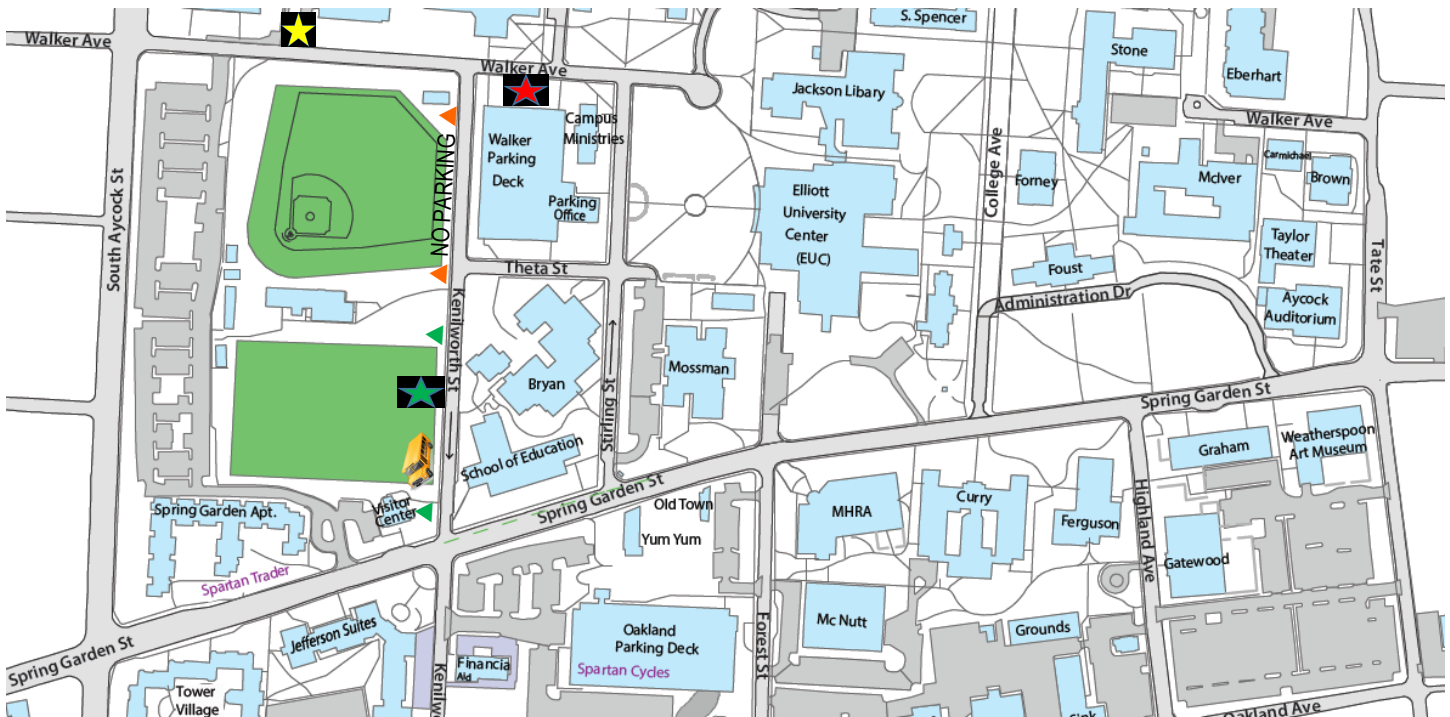 S. Spencer
Walker Ave
Stone
Walker Ave
Eberhart
Jackson Libary
Campus
Ministries
Walker Ave
NO PARKING
Walker
Parking
Deck
Carmichael
College Ave
Forney
McIver
Brown
South Aycock St
Elliott
University
Center
(EUC)
Parking
Office
Taylor
Theater
Tate St
Theta St
Foust
Administration Dr
Aycock
Auditorium
Kenilworth St
Mossman
Bryan
Stirling St
Spring Garden St
School of Education
Graham
Weatherspoon
Art Museum
Spring Garden St
Visitor
Center
Spring Garden Apt.
Old Town
MHRA
Curry
Ferguson
Highland Ave
Yum Yum
Gatewood
Spartan Trader
Jefferson Suites
Oakland
Parking Deck
Forest St
Mc Nutt
Grounds
Spring Garden St
Financia
Aid
Spartan Cycles
Kenilw
Tower
Village
Oakland Ave
Sink